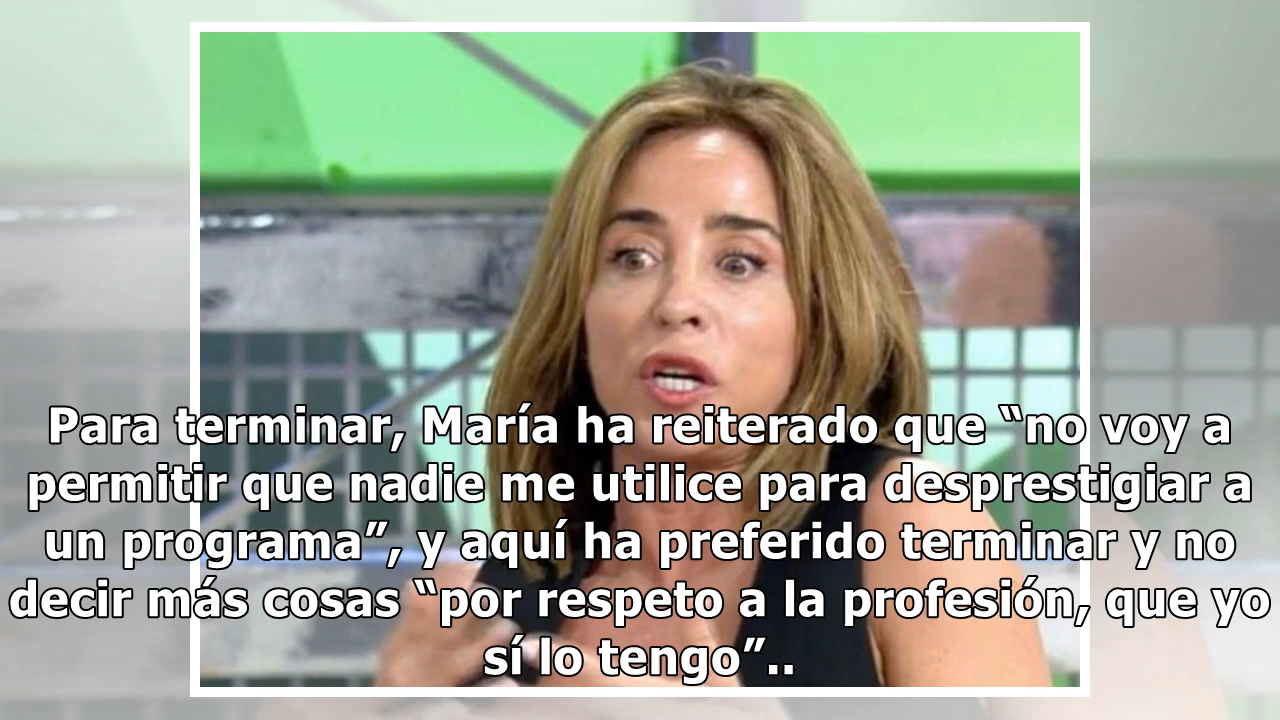 Para terminar, María ha reiterado que “no voy a
permitir que nadie me utilice para desprestigiar a
un programa”, y aquí ha preferido terminar y no
decir más cosas “por respeto a la profesión, que yo
sí lo tengo”..